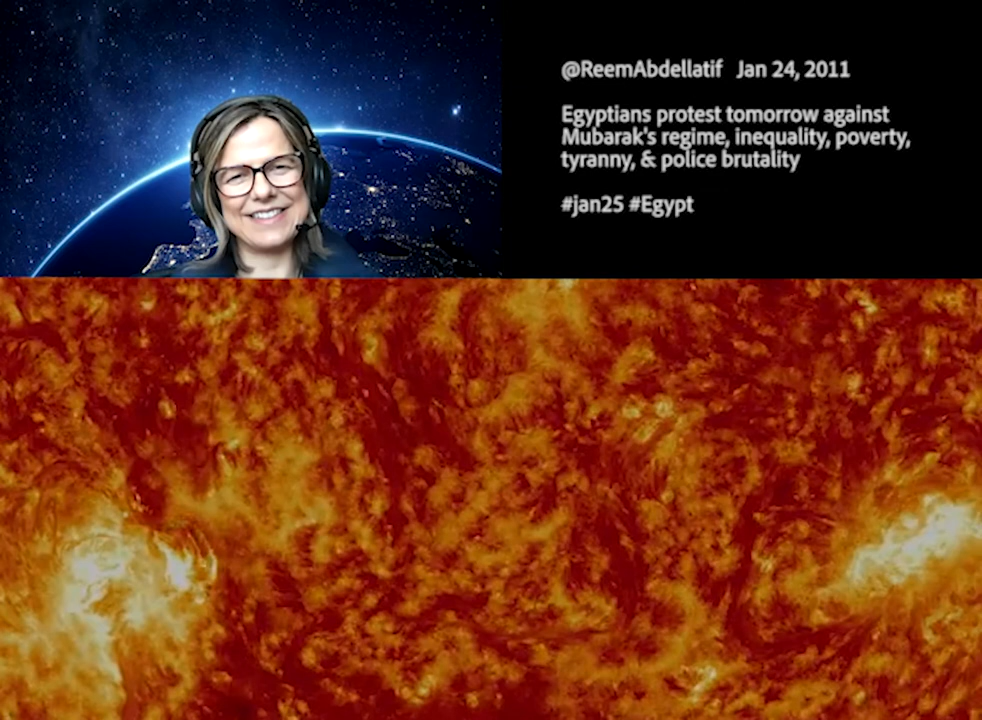 @ReemAbdellatif Jan 24, 2011
Egyptians protest tomorrow against
Mubarak's regime, inequality, poverty,
tyranny, & police brutality
#jan25 #Egypt